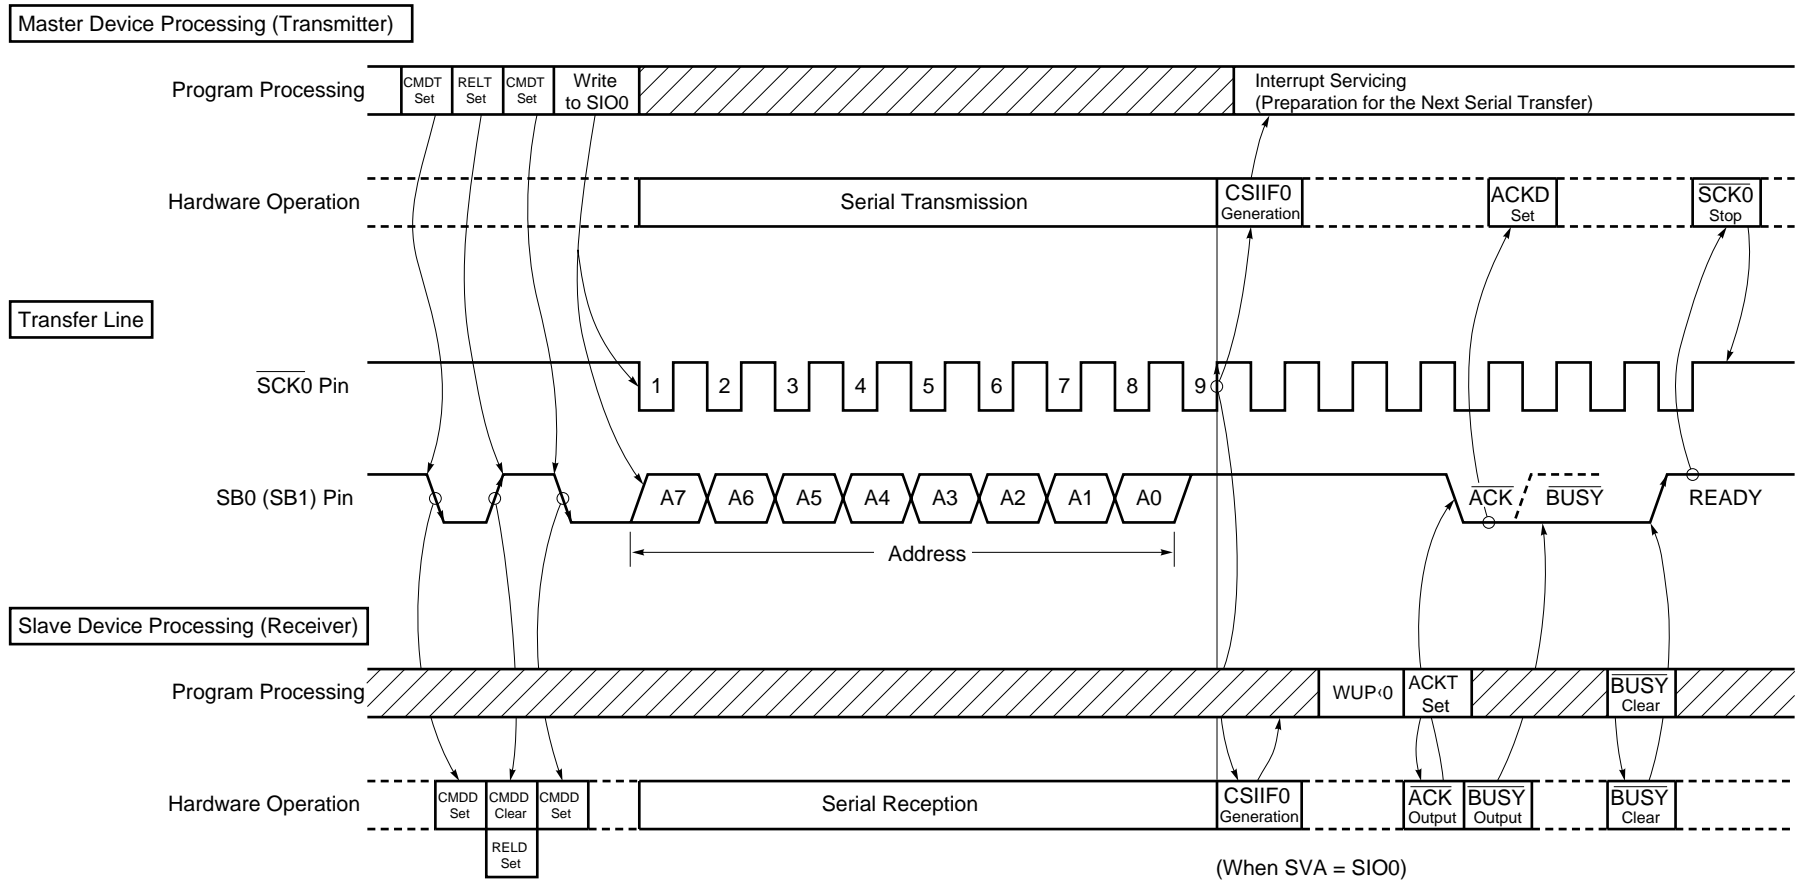 Master Device Processing (Transmitter)
Program Processing
CMDT
Set
RELT
Set
CMDT
Set
Write
to SIO0
Interrupt Servicing
(Preparation for the Next Serial Transfer)
Hardware Operation
Serial Transmission
CSIIF0
Generation
ACKD
Set
SCK0
Stop
Transfer Line
SCK0 Pin
1 2 3 4 5 6 7 8 9
SB0 (SB1) Pin
A7 A6 A5 A4 A3 A2 A1 A0
ACK BUSY READY
Address
Slave Device Processing (Receiver)
Program Processing
WUP‹0
ACKT
Set
BUSY
Clear
Hardware Operation
CMDD
Set
CMDD
Clear
CMDD
Set
RELD
Set
Serial Reception
CSIIF0
Generation
ACK
Output
BUSY
Output
BUSY
Clear
(When SVA = SIO0)